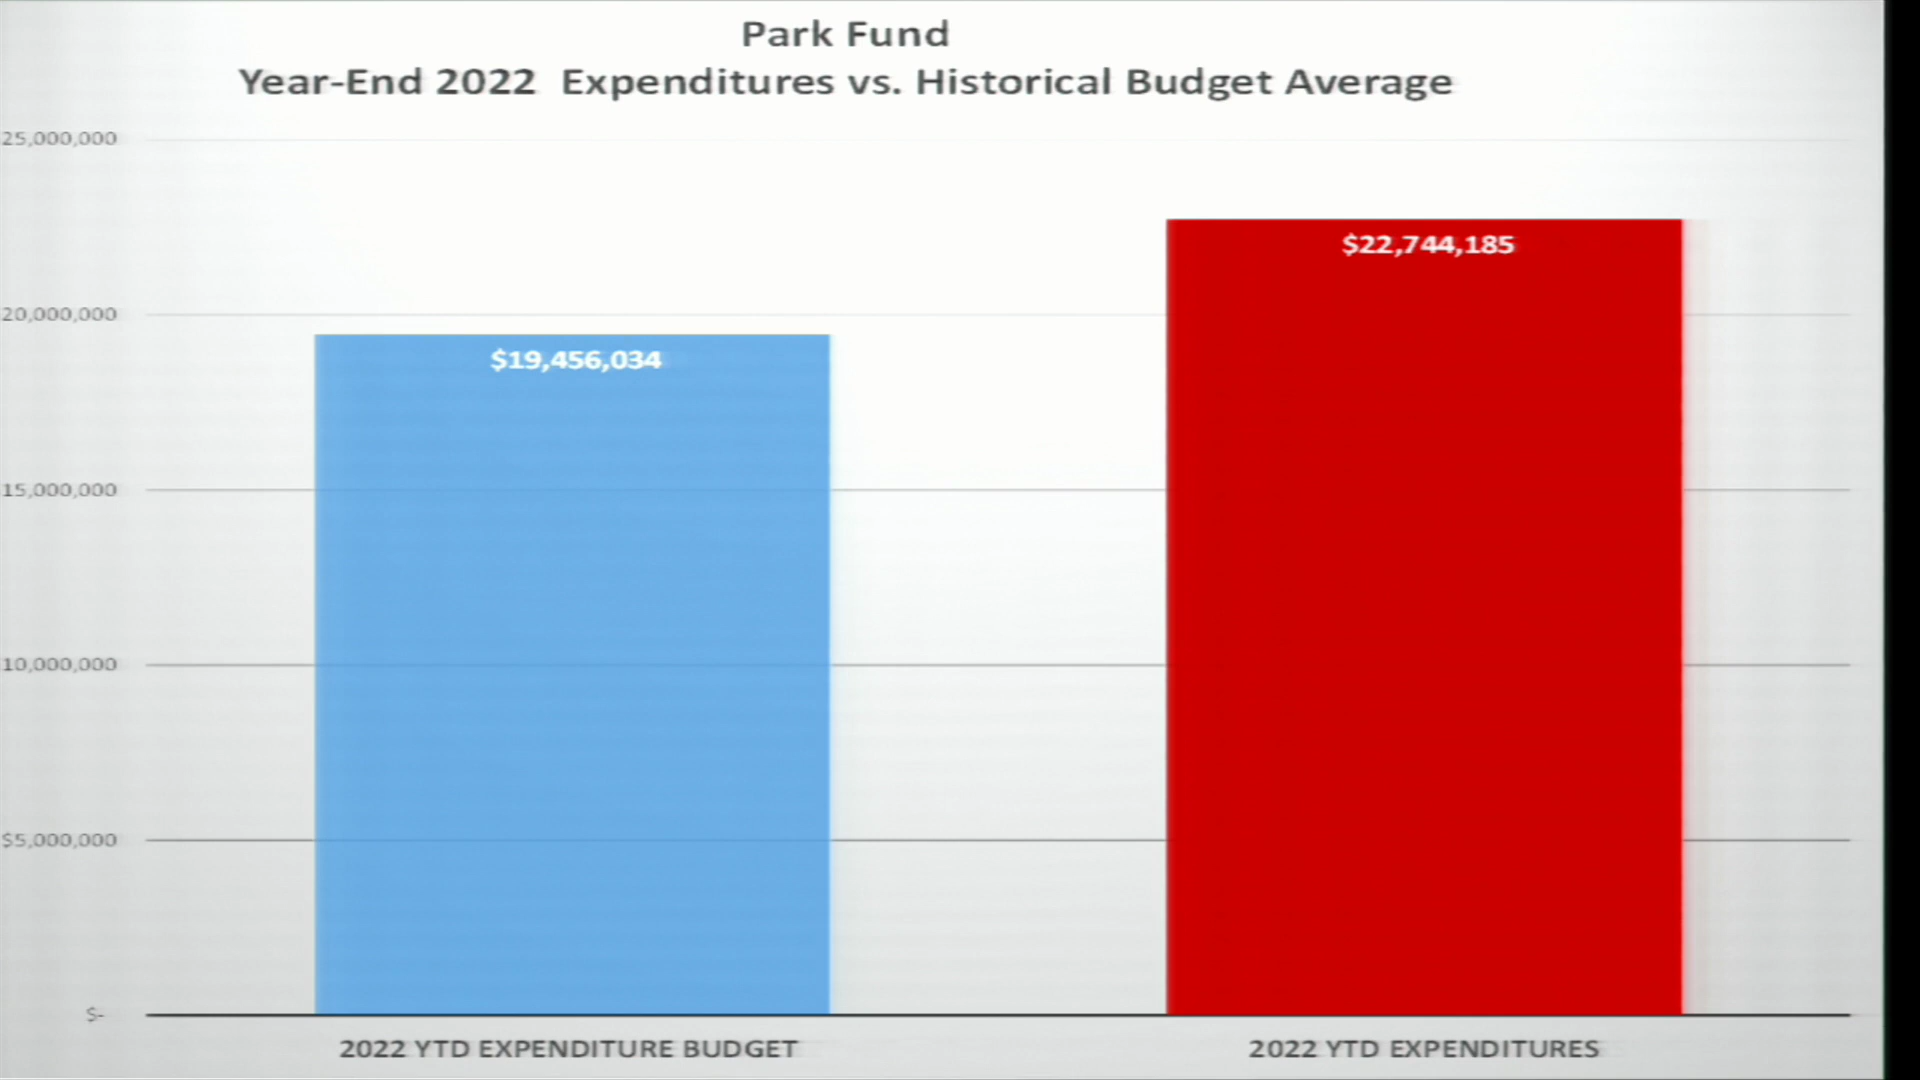 Park Fund
Year-End 2022 Expenditures vs. Historical Budget Average
25,000,000
$22,744,185
20,000,000
$19,456,034
15,000,000
10,000,000
$5,000,000
$-
2022 YTD EXPENDITURE BUDGET
2022 YTD EXPENDITURES